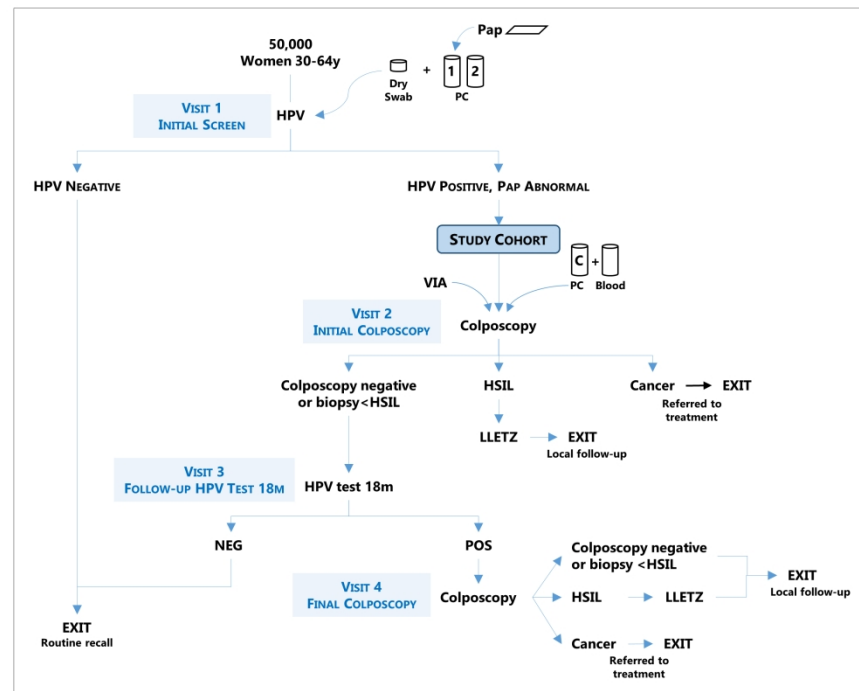 Pap
50,000
Women 30-64y
1
2
+
Dry
Swab
PC
VISIT 1
INITIAL SCREEN
HPV
HPV NEGATIVE
HPV POSITIVE, PAP ABNORMAL
STUDY COHORT
C
+
PC
Blood
VIA
VISIT 2
INITIAL COLPOSCOPY
Colposcopy
Colposcopy negative
or biopsy<HSIL
HSIL
Cancer
EXIT
Referred to
treatment
LLETZ
EXIT
Local follow-up
VISIT 3
FOLLOW-UP HPV TEST 18M
HPV test 18m
NEG
POS
VISIT 4
FINAL COLPOSCOPY
Colposcopy
Colposcopy negative
or biopsy <HSIL
HSIL
LLETZ
EXIT
Local follow-up
Cancer
EXIT
Referred to
treatment
EXIT
Routine recall